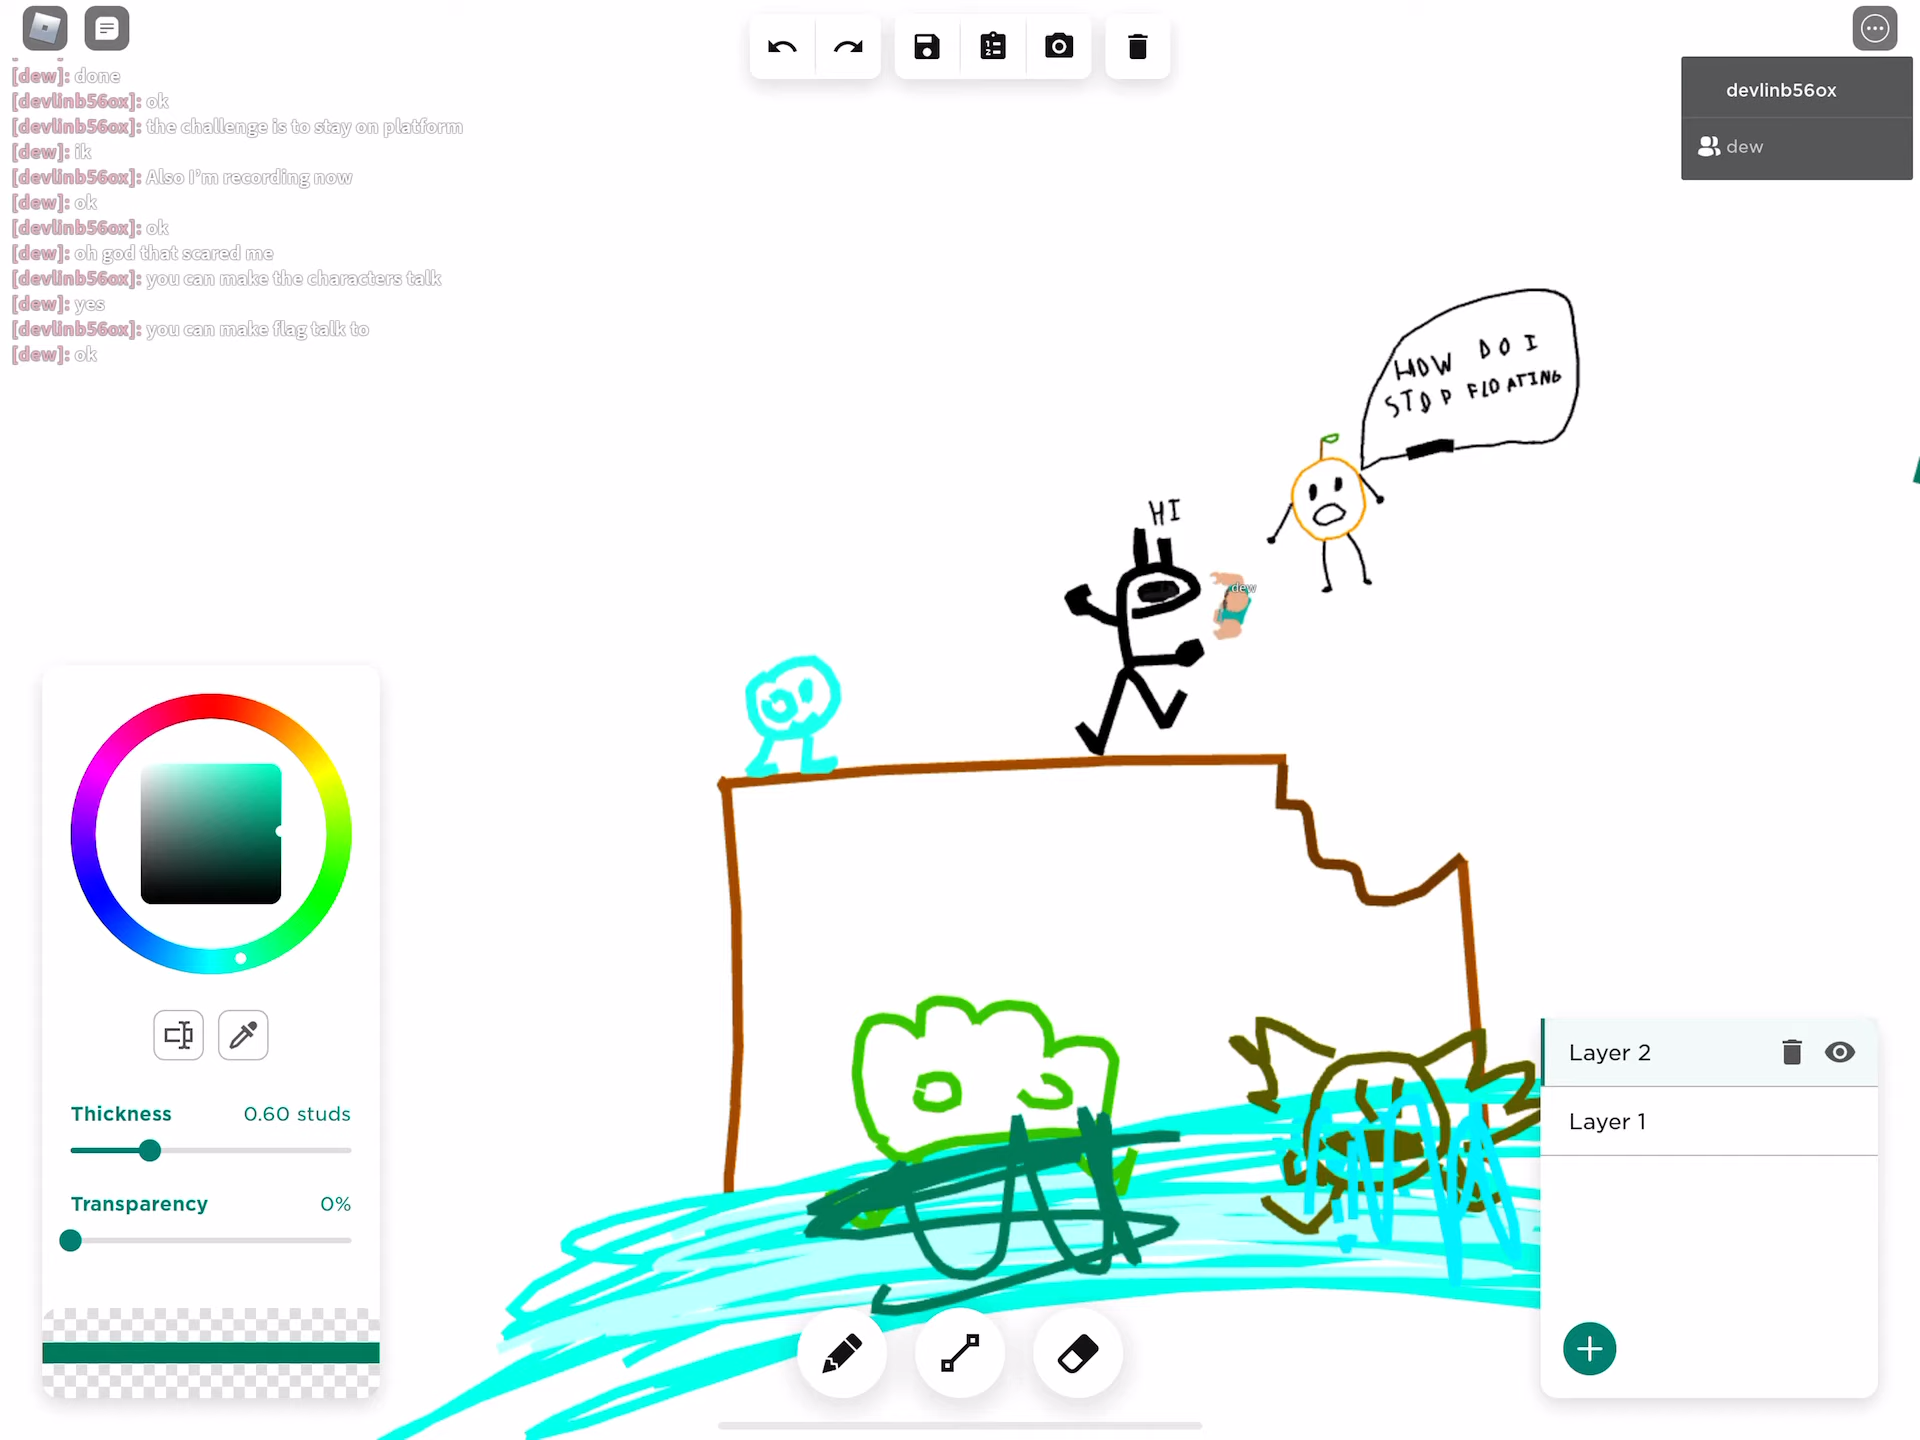 [dew]: done
[devlinb56ox]: ok
[devlinb56ox]: the challenge is to stay on platform
[dew]: ik
[devlinb56ox]: Also I'm recording now
[dew]: ok
[devlinb56ox]: ok
[dew]: oh god that scared me
[devlinb56ox]: you can make the characters talk
[dew]: yes
[devlinb56ox]: you can make flag talk to
[dew]: ok
devlinb56ox
dew
HOW DO I
STOP FLOATING
HI
dew
Thickness 0.60 studs
Transparency 0%
Layer 2
Layer 1